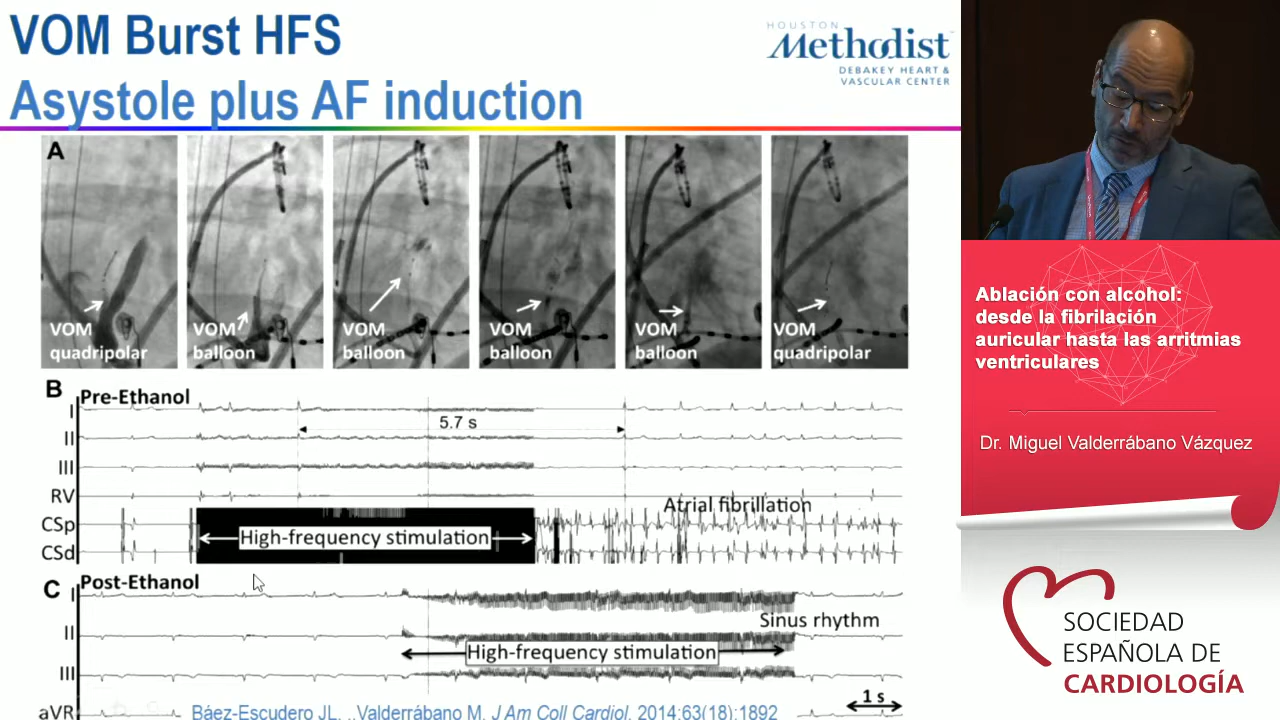 VOM Burst HFS
Asystole plus AF induction
HOUSTON
Methodist
DEBAKEY HEART &
VASCULAR CENTER
A
VOM
quadripolar
VOM
balloon
VOM
balloon
VOM
balloon
VOM
balloon
VOM
quadripolar
B
Pre-Ethanol
I
5.7 s
II
III
RV
Atrial fibrillation
CSp
High-frequency stimulation
CSd
C
Post-Ethanol
I
Sinus rhythm
II
High-frequency stimulation
III
1 s
aVR
Báez-Escudero JL, ..Valderrábano M. J Am Coll Cardiol. 2014;63(18):1892
Ablación con alcohol:
desde la fibrilación
auricular hasta las arritmias
ventriculares
Dr. Miguel Valderrábano Vázquez
SOCIEDAD
ESPAÑOLA DE
CARDIOLOGÍA